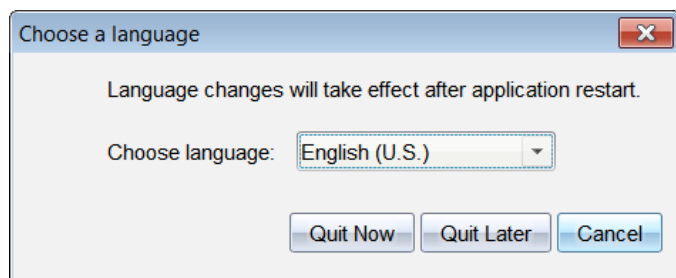 Choose a language
Language changes will take effect after application restart.
Choose language: English (U.S.)
Quit Now Quit Later Cancel